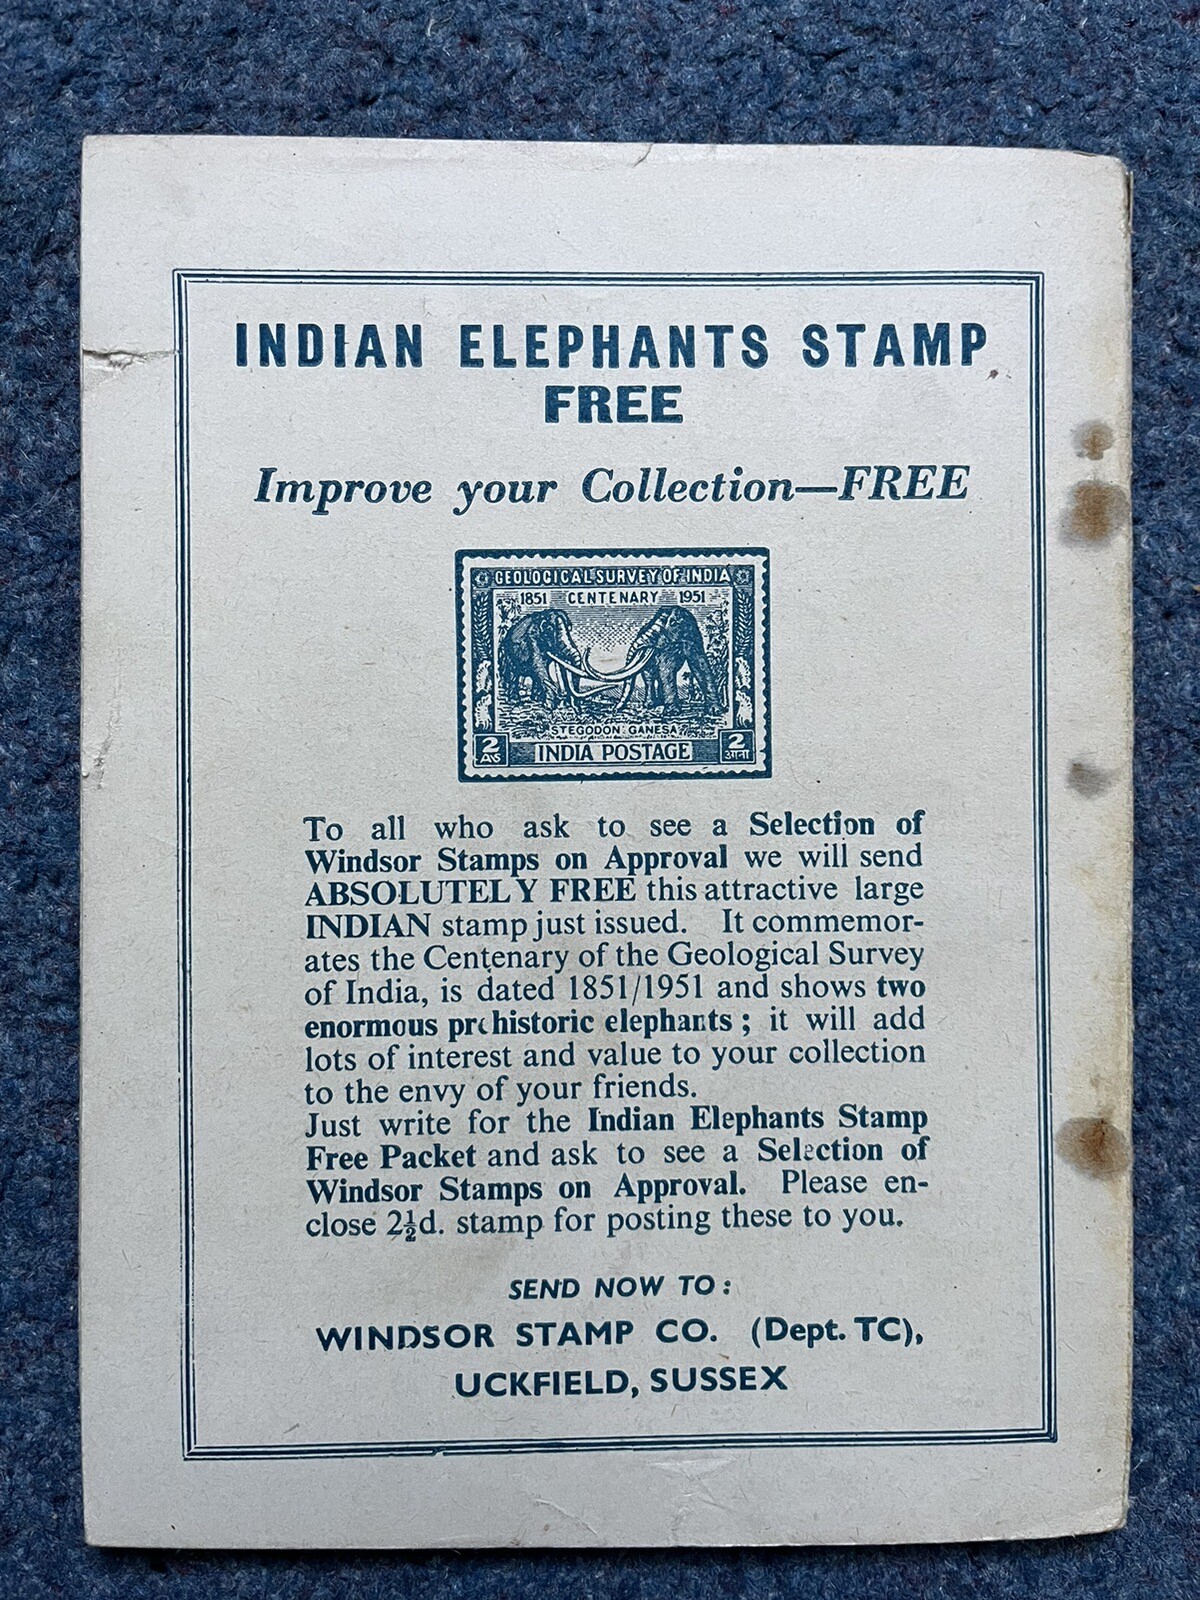 INDIAN ELEPHANTS STAMP
FREE
Improve your Collection—FREE
GEOLOGICAL SURVEY OF INDIA
1851 CENTENARY 1951
STEGODON GANESA
2 AS INDIA POSTAGE 2 आना
To all who ask to see a Selection of
Windsor Stamps on Approval we will send
ABSOLUTELY FREE this attractive large
INDIAN stamp just issued. It commemor-
ates the Centenary of the Geological Survey
of India, is dated 1851/1951 and shows two
enormous prehistoric elephants ; it will add
lots of interest and value to your collection
to the envy of your friends.
Just write for the Indian Elephants Stamp
Free Packet and ask to see a Selection of
Windsor Stamps on Approval. Please en-
close 2½d. stamp for posting these to you.
SEND NOW TO :
WINDSOR STAMP CO. (Dept. TC),
UCKFIELD, SUSSEX